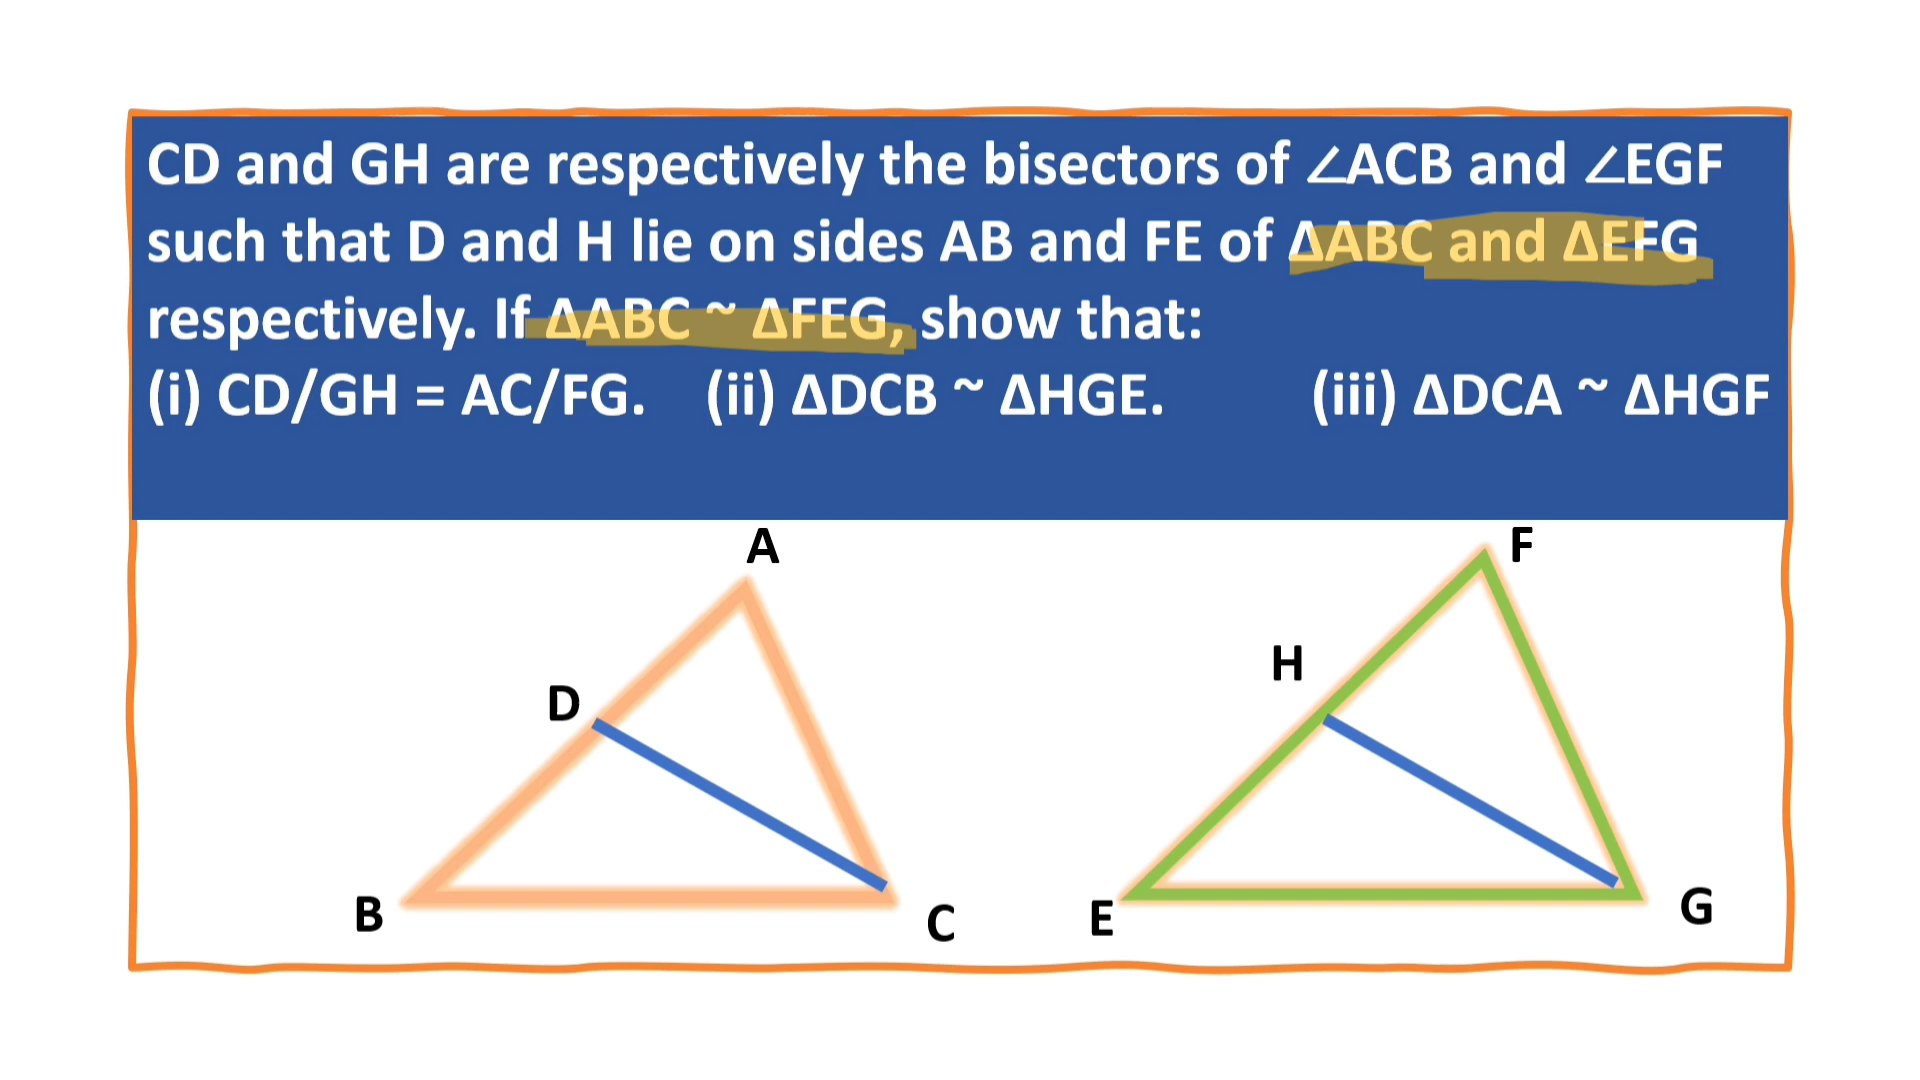 CD and GH are respectively the bisectors of ∠ACB and ∠EGF
such that D and H lie on sides AB and FE of ΔABC and ΔEFG
respectively. If ΔABC ~ ΔFEG, show that:
(i) CD/GH = AC/FG. (ii) ΔDCB ~ ΔHGE. (iii) ΔDCA ~ ΔHGF
A
F
H
D
B
C
E
G